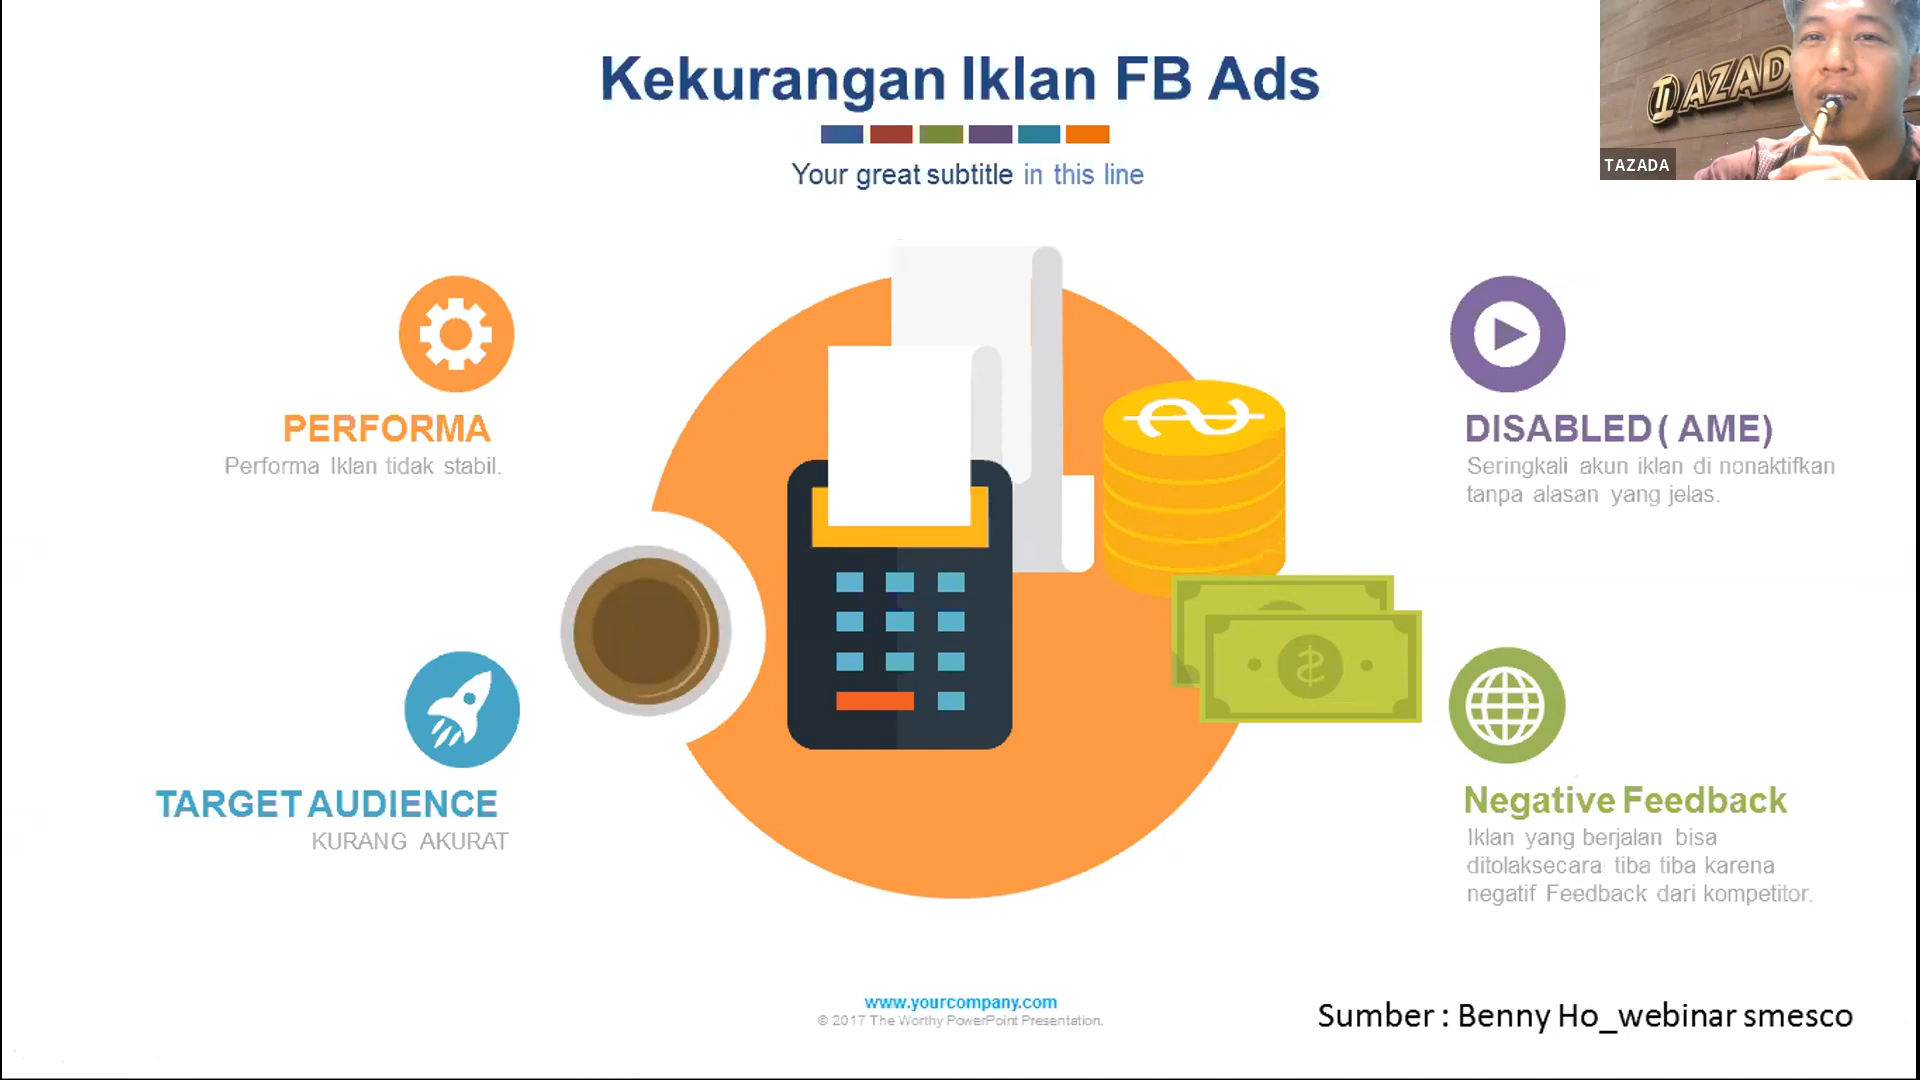 Kekurangan Iklan FB Ads
Your great subtitle in this line
TAZADA
PERFORMA
Performa Iklan tidak stabil.
DISABLED ( AME)
Seringkali akun iklan di nonaktifkan
tanpa alasan yang jelas.
TARGET AUDIENCE
KURANG AKURAT
Negative Feedback
Iklan yang berjalan bisa
ditolaksecara tiba tiba karena
negatif Feedback dari kompetitor.
www.yourcompany.com
© 2017 The Worthy PowerPoint Presentation.
Sumber : Benny Ho_webinar smesco